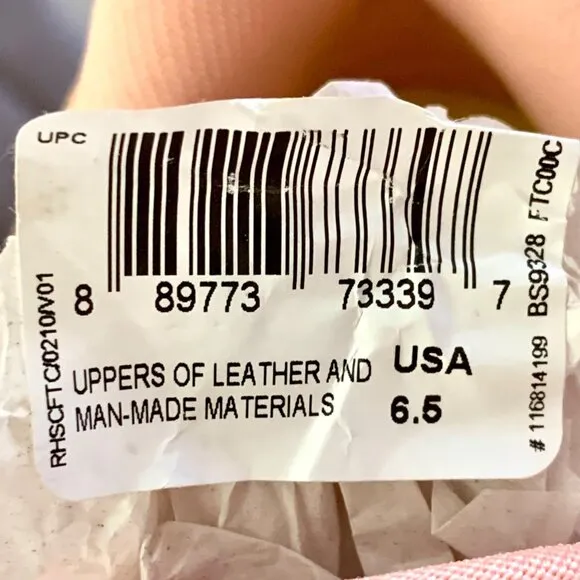 UPC
8 89773 73339 7
UPPERS OF LEATHER AND
MAN-MADE MATERIALS
USA
6.5
RHSCFTC/0210/V01
# 116814199 BS9328 FTC00C